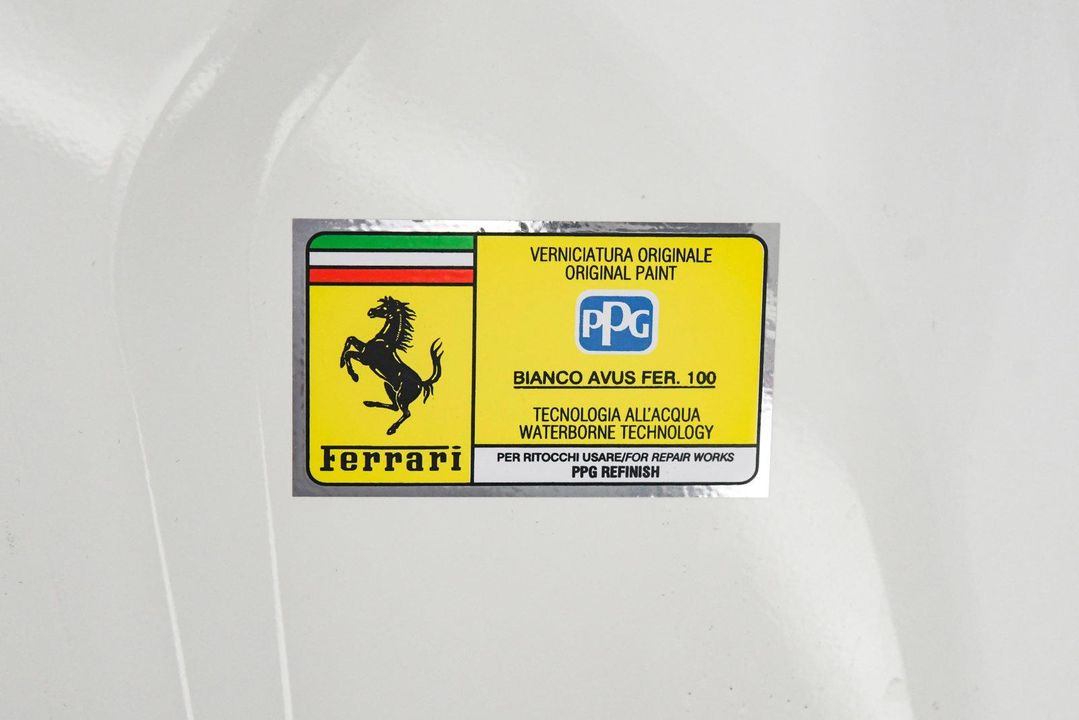 Ferrari
VERNICIATURA ORIGINALE
ORIGINAL PAINT
PPG
BIANCO AVUS FER. 100
TECNOLOGIA ALL'ACQUA
WATERBORNE TECHNOLOGY
PER RITOCCHI USARE/FOR REPAIR WORKS
PPG REFINISH